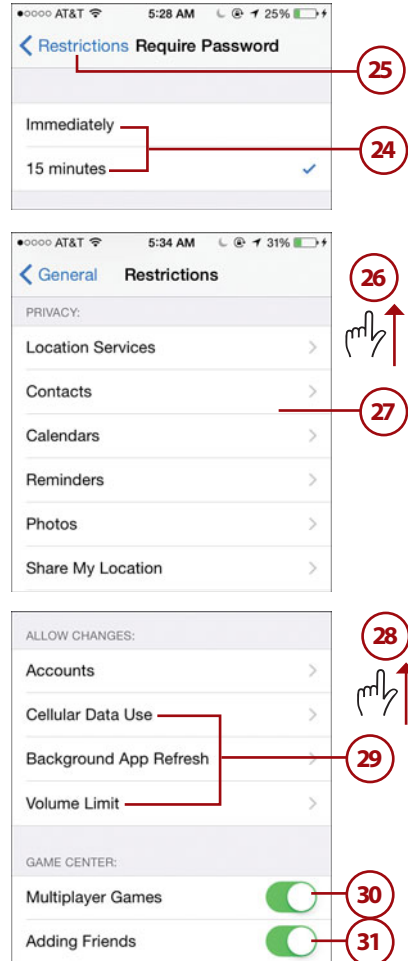 AT&T 5:28 AM 25%
Restrictions Require Password
25
Immediately
24
15 minutes
AT&T 5:34 AM 31%
General Restrictions
26
PRIVACY:
Location Services
Contacts
27
Calendars
Reminders
Photos
Share My Location
28
ALLOW CHANGES:
Accounts
Cellular Data Use
Background App Refresh
29
Volume Limit
GAME CENTER:
Multiplayer Games
30
Adding Friends
31